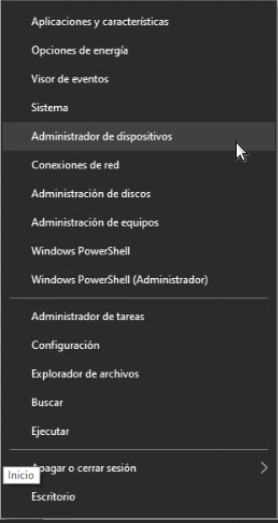 Aplicaciones y características
Opciones de energía
Visor de eventos
Sistema
Administrador de dispositivos
Conexiones de red
Administración de discos
Administración de equipos
Windows PowerShell
Windows PowerShell (Administrador)
Administrador de tareas
Configuración
Explorador de archivos
Buscar
Ejecutar
Apagar o cerrar sesión
Inicio
Escritorio